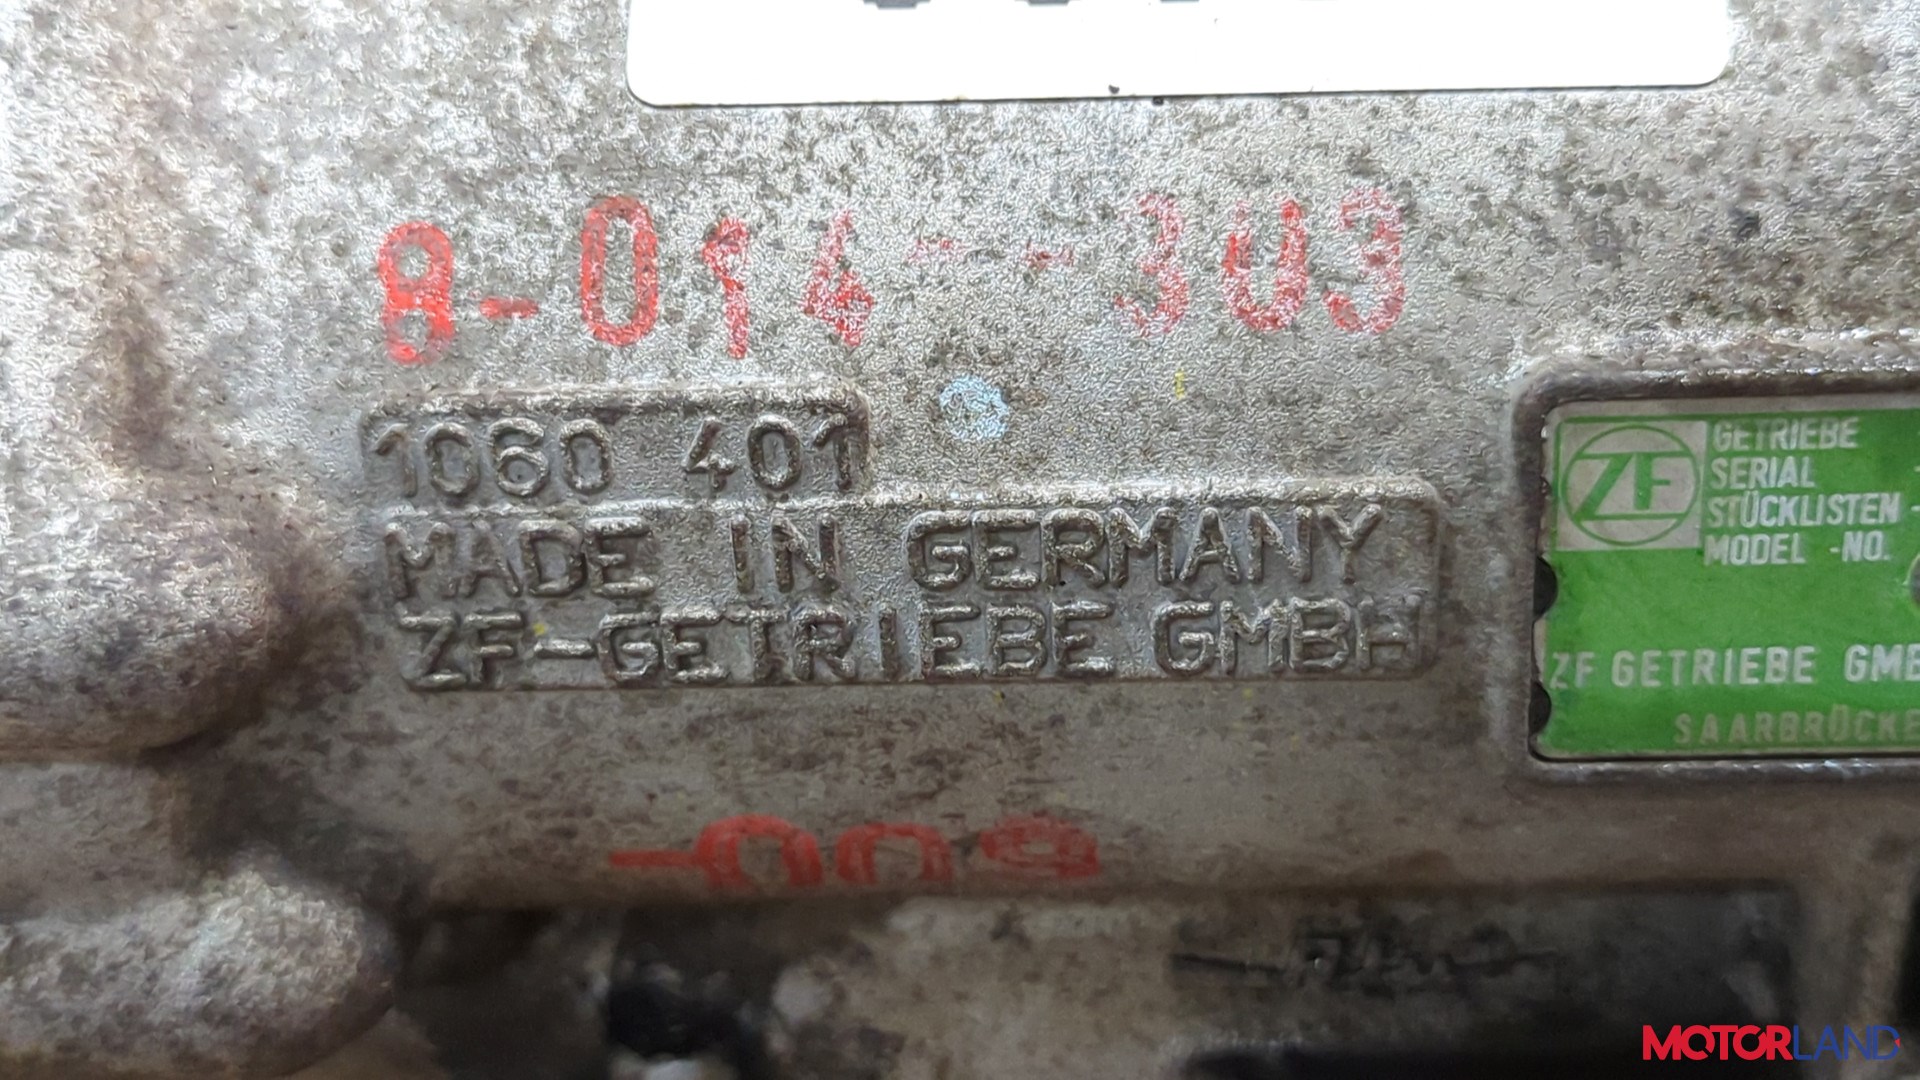 8-014--303
1060 401
MADE IN GERMANY
ZF-GETRIEBE GMBH
ZF
GETRIEBE
SERIAL
STÜCKLISTEN -
MODEL -NO.
ZF GETRIEBE GMB
SAARBRÜCKE
MOTORLAND